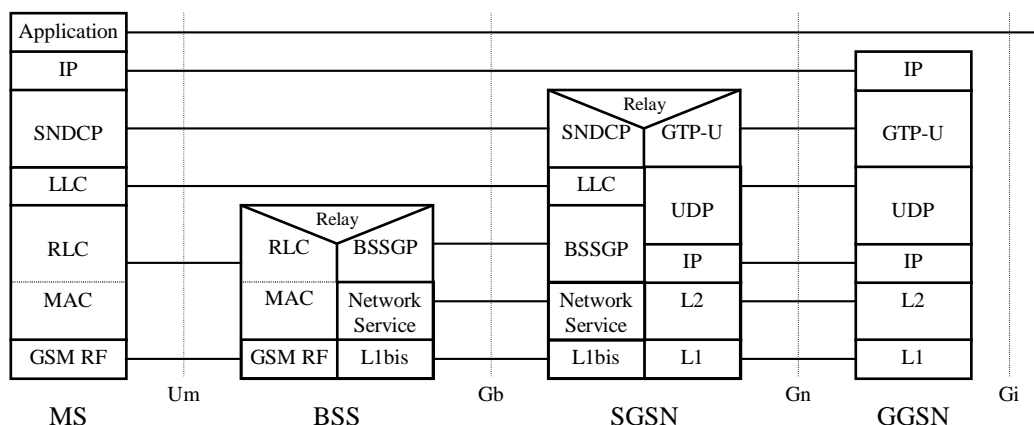 Application
IP
IP
Relay
SNDCP
SNDCP
GTP-U
GTP-U
LLC
LLC
UDP
UDP
Relay
RLC
RLC
BSSGP
BSSGP
IP
IP
MAC
MAC
Network
Service
Network
Service
L2
L2
GSM RF
GSM RF
L1bis
L1bis
L1
L1
Um
Gb
Gn
Gi
MS
BSS
SGSN
GGSN